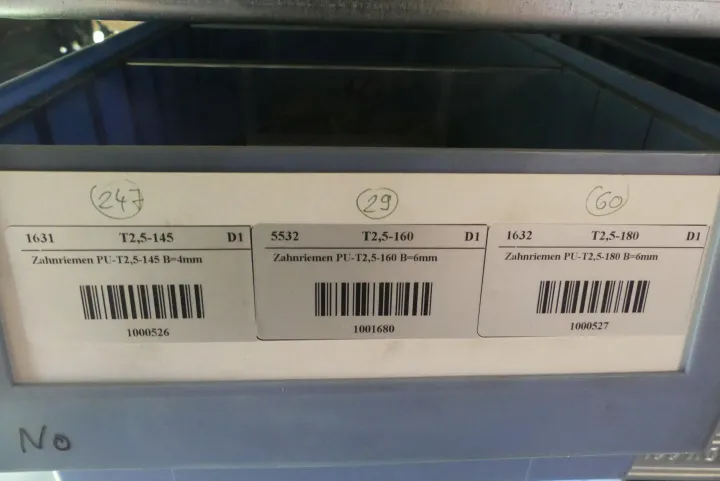 247
29
60
1631 T2,5-145 D1
Zahnriemen PU-T2,5-145 B=4mm
1000526
5532 T2,5-160 D1
Zahnriemen PU-T2,5-160 B=6mm
1001680
1632 T2,5-180 D1
Zahnriemen PU-T2,5-180 B=6mm
1000527
No